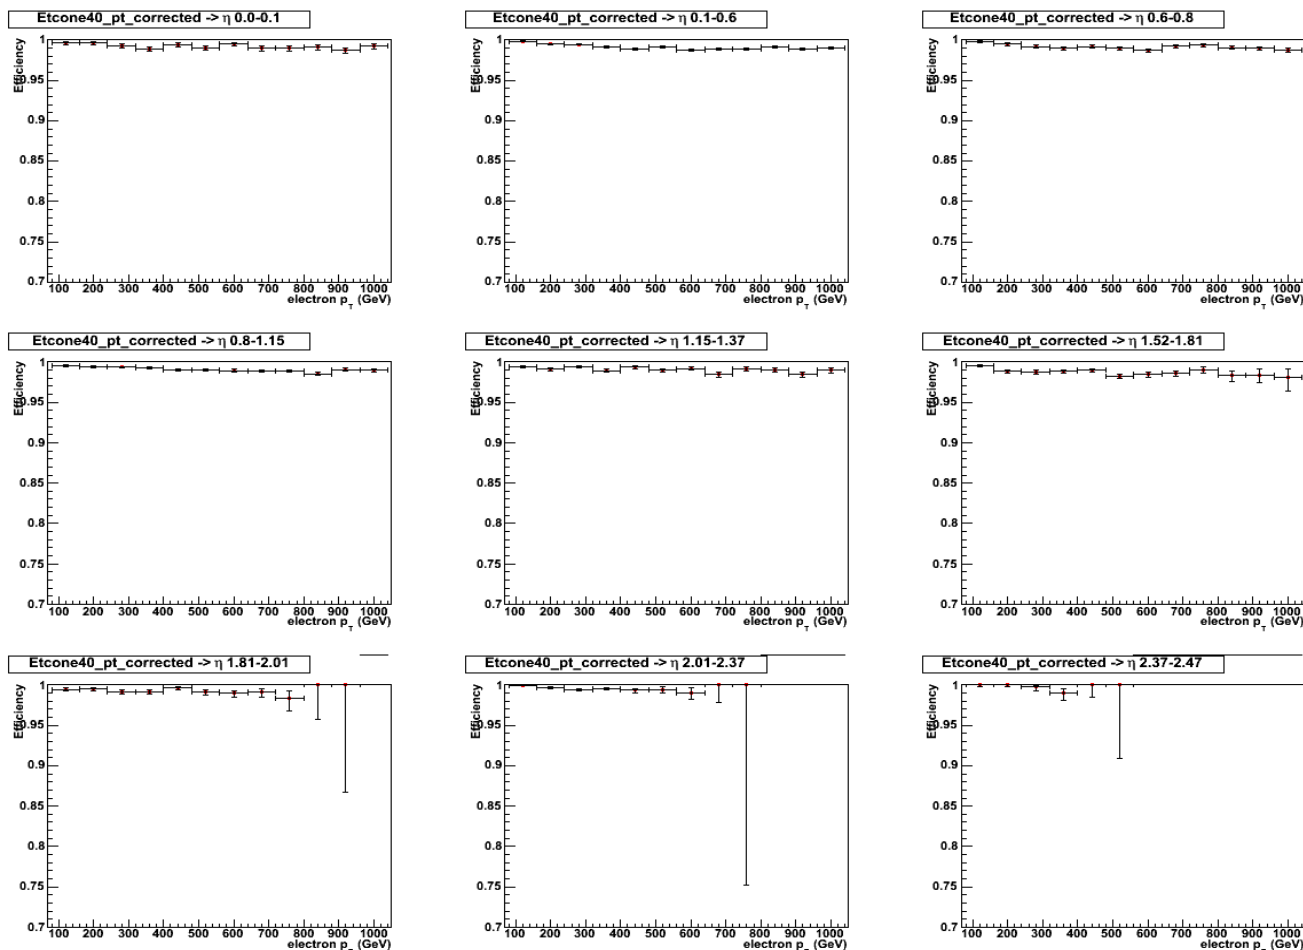 Etcone40_pt_corrected -> η 0.0-0.1
Efficiency
1
0.95
0.9
0.85
0.8
0.75
0.7
100 200 300 400 500 600 700 800 900 1000
electron p_T (GeV)
Etcone40_pt_corrected -> η 0.1-0.6
Efficiency
1
0.95
0.9
0.85
0.8
0.75
0.7
100 200 300 400 500 600 700 800 900 1000
electron p_T (GeV)
Etcone40_pt_corrected -> η 0.6-0.8
Efficiency
1
0.95
0.9
0.85
0.8
0.75
0.7
100 200 300 400 500 600 700 800 900 1000
electron p_T (GeV)
Etcone40_pt_corrected -> η 0.8-1.15
Efficiency
1
0.95
0.9
0.85
0.8
0.75
0.7
100 200 300 400 500 600 700 800 900 1000
electron p_T (GeV)
Etcone40_pt_corrected -> η 1.15-1.37
Efficiency
1
0.95
0.9
0.85
0.8
0.75
0.7
100 200 300 400 500 600 700 800 900 1000
electron p_T (GeV)
Etcone40_pt_corrected -> η 1.52-1.81
Efficiency
1
0.95
0.9
0.85
0.8
0.75
0.7
100 200 300 400 500 600 700 800 900 1000
electron p_T (GeV)
Etcone40_pt_corrected -> η 1.81-2.01
Efficiency
1
0.95
0.9
0.85
0.8
0.75
0.7
100 200 300 400 500 600 700 800 900 1000
electron p_T (GeV)
Etcone40_pt_corrected -> η 2.01-2.37
Efficiency
1
0.95
0.9
0.85
0.8
0.75
0.7
100 200 300 400 500 600 700 800 900 1000
electron p_T (GeV)
Etcone40_pt_corrected -> η 2.37-2.47
Efficiency
1
0.95
0.9
0.85
0.8
0.75
0.7
100 200 300 400 500 600 700 800 900 1000
electron p_T (GeV)